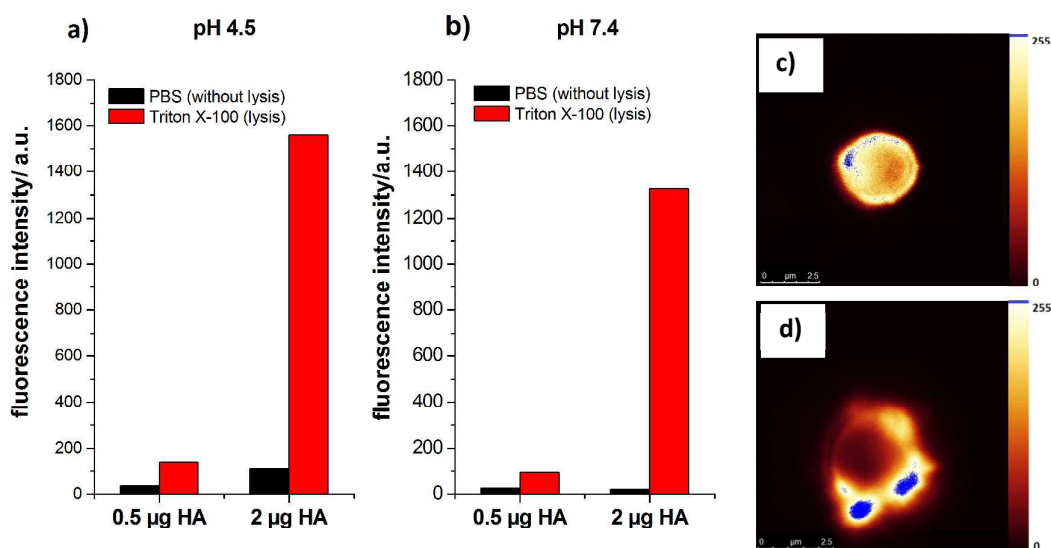 a)
pH 4.5
fluorescence intensity/ a.u.
1800
1600
1400
1200
1000
800
600
400
200
0
PBS (without lysis)
Triton X-100 (lysis)
0.5 µg HA
2 µg HA
b)
pH 7.4
fluorescence intensity/a.u.
1800
1600
1400
1200
1000
800
600
400
200
0
PBS (without lysis)
Triton X-100 (lysis)
0.5 µg HA
2 µg HA
c)
255
0
0 µm 2.5
d)
255
0
0 µm 2.5